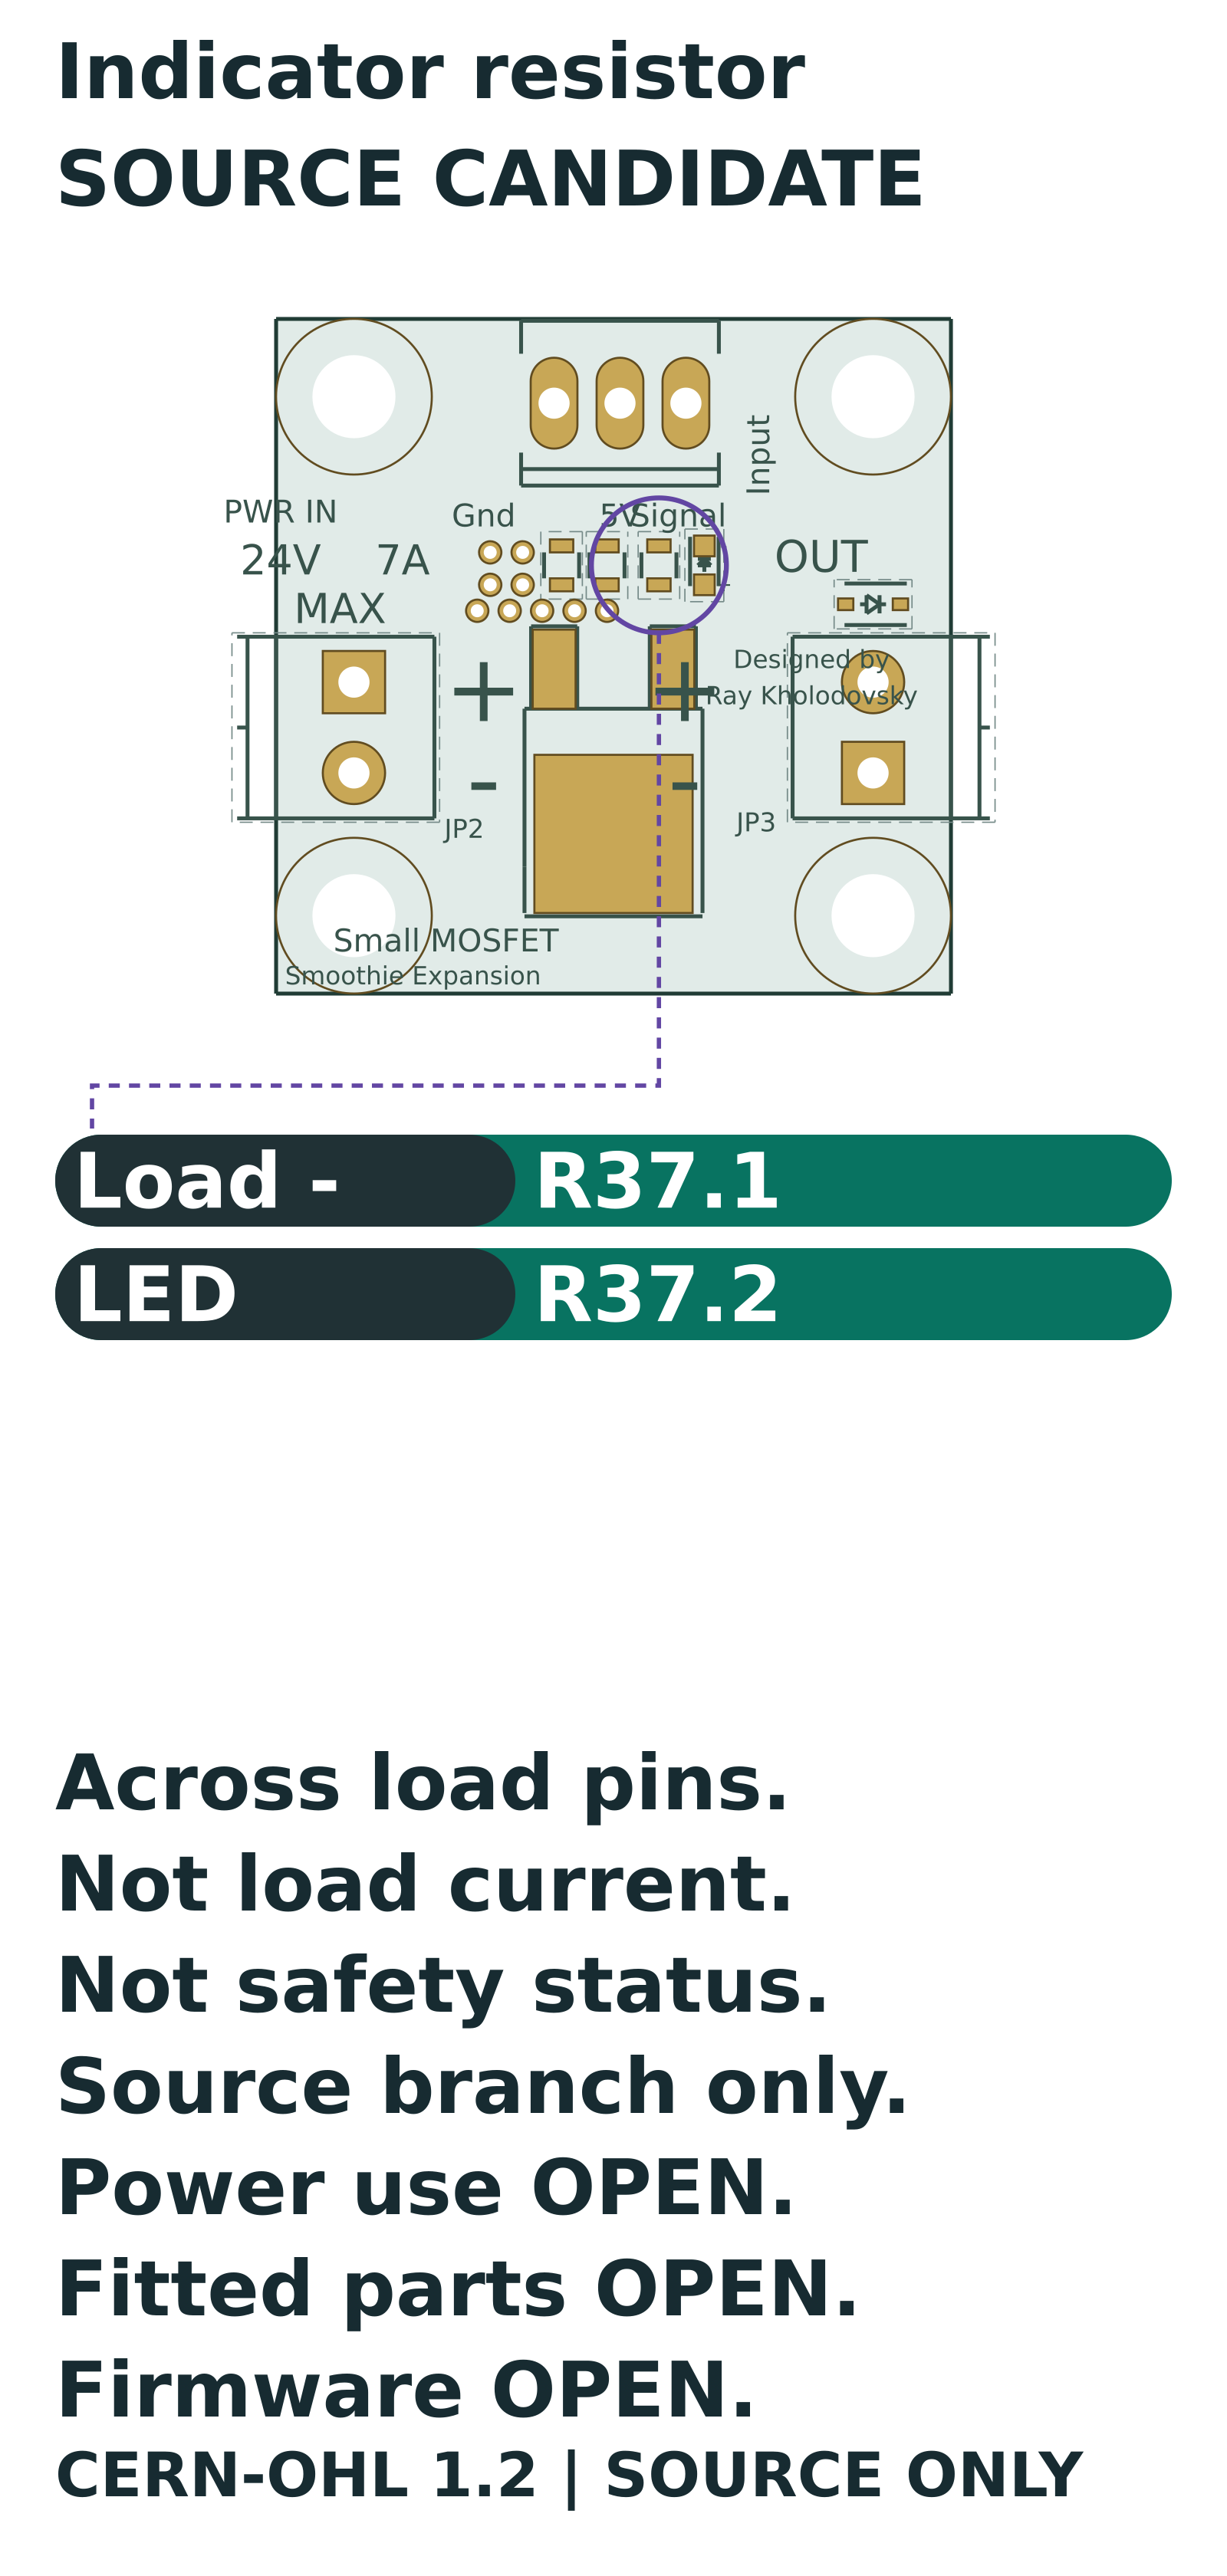 Indicator resistor
SOURCE CANDIDATE
Input
PWR IN
Gnd
5V
Signal
24V 7A
OUT
MAX
Designed by
Ray Kholodovsky
+
+
-
-
JP2
JP3
Small MOSFET
Smoothie Expansion
Load - R37.1
LED R37.2
Across load pins.
Not load current.
Not safety status.
Source branch only.
Power use OPEN.
Fitted parts OPEN.
Firmware OPEN.
CERN-OHL 1.2 | SOURCE ONLY